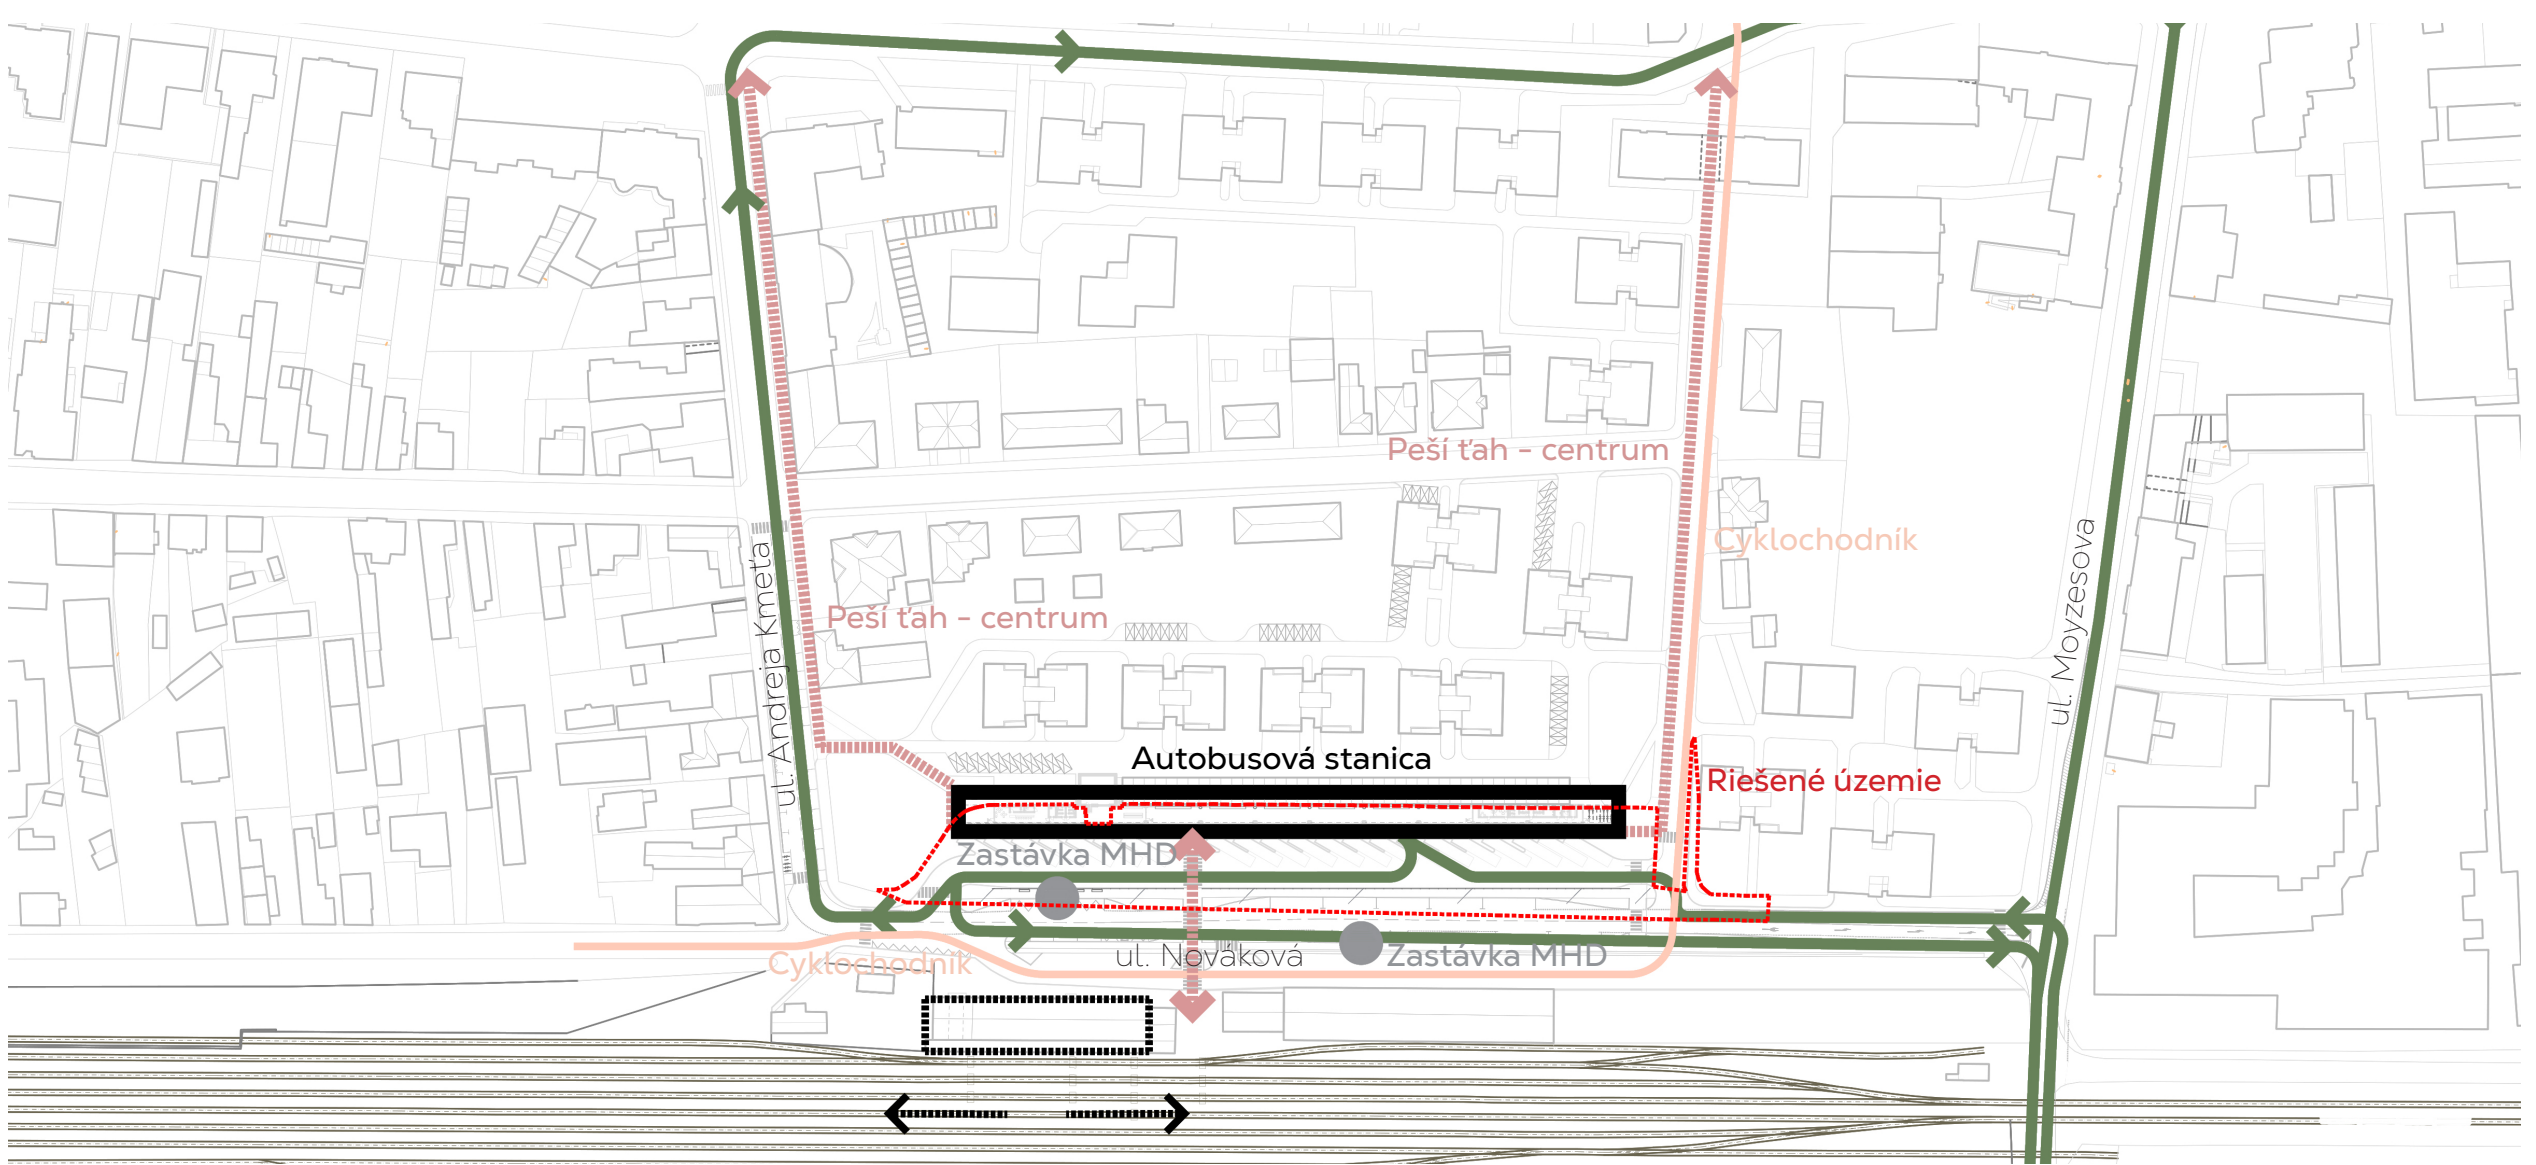 Peší ťah - centrum
Cyklochodník
ul. Andreja Kmeťa
ul. Moyzesova
Peší ťah - centrum
Autobusová stanica
Riešené územie
Zastávka MHD
ul. Nováková
Zastávka MHD
Cyklochodník